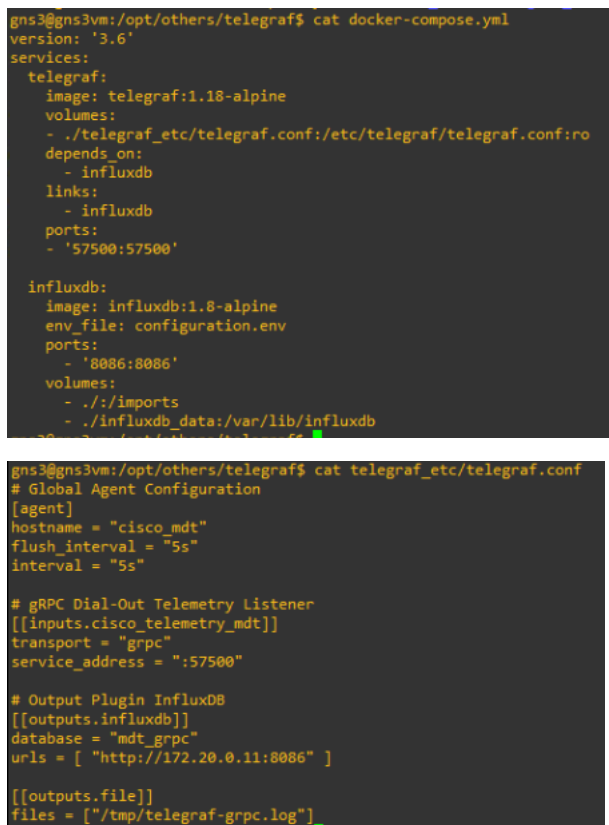 gns3@gns3vm:/opt/others/telegraf$ cat docker-compose.yml
version: '3.6'
services:
  telegraf:
    image: telegraf:1.18-alpine
    volumes:
    - ./telegraf_etc/telegraf.conf:/etc/telegraf/telegraf.conf:ro
    depends_on:
      - influxdb
    links:
      - influxdb
    ports:
    - '57500:57500'

  influxdb:
    image: influxdb:1.8-alpine
    env_file: configuration.env
    ports:
      - '8086:8086'
    volumes:
      - ./:/imports
      - ./influxdb_data:/var/lib/influxdb

gns3@gns3vm:/opt/others/telegraf$ cat telegraf_etc/telegraf.conf
# Global Agent Configuration
[agent]
hostname = "cisco_mdt"
flush_interval = "5s"
interval = "5s"

# gRPC Dial-Out Telemetry Listener
[[inputs.cisco_telemetry_mdt]]
transport = "grpc"
service_address = ":57500"

# Output Plugin InfluxDB
[[outputs.influxdb]]
database = "mdt_grpc"
urls = [ "http://172.20.0.11:8086" ]

[[outputs.file]]
files = ["/tmp/telegraf-grpc.log"]